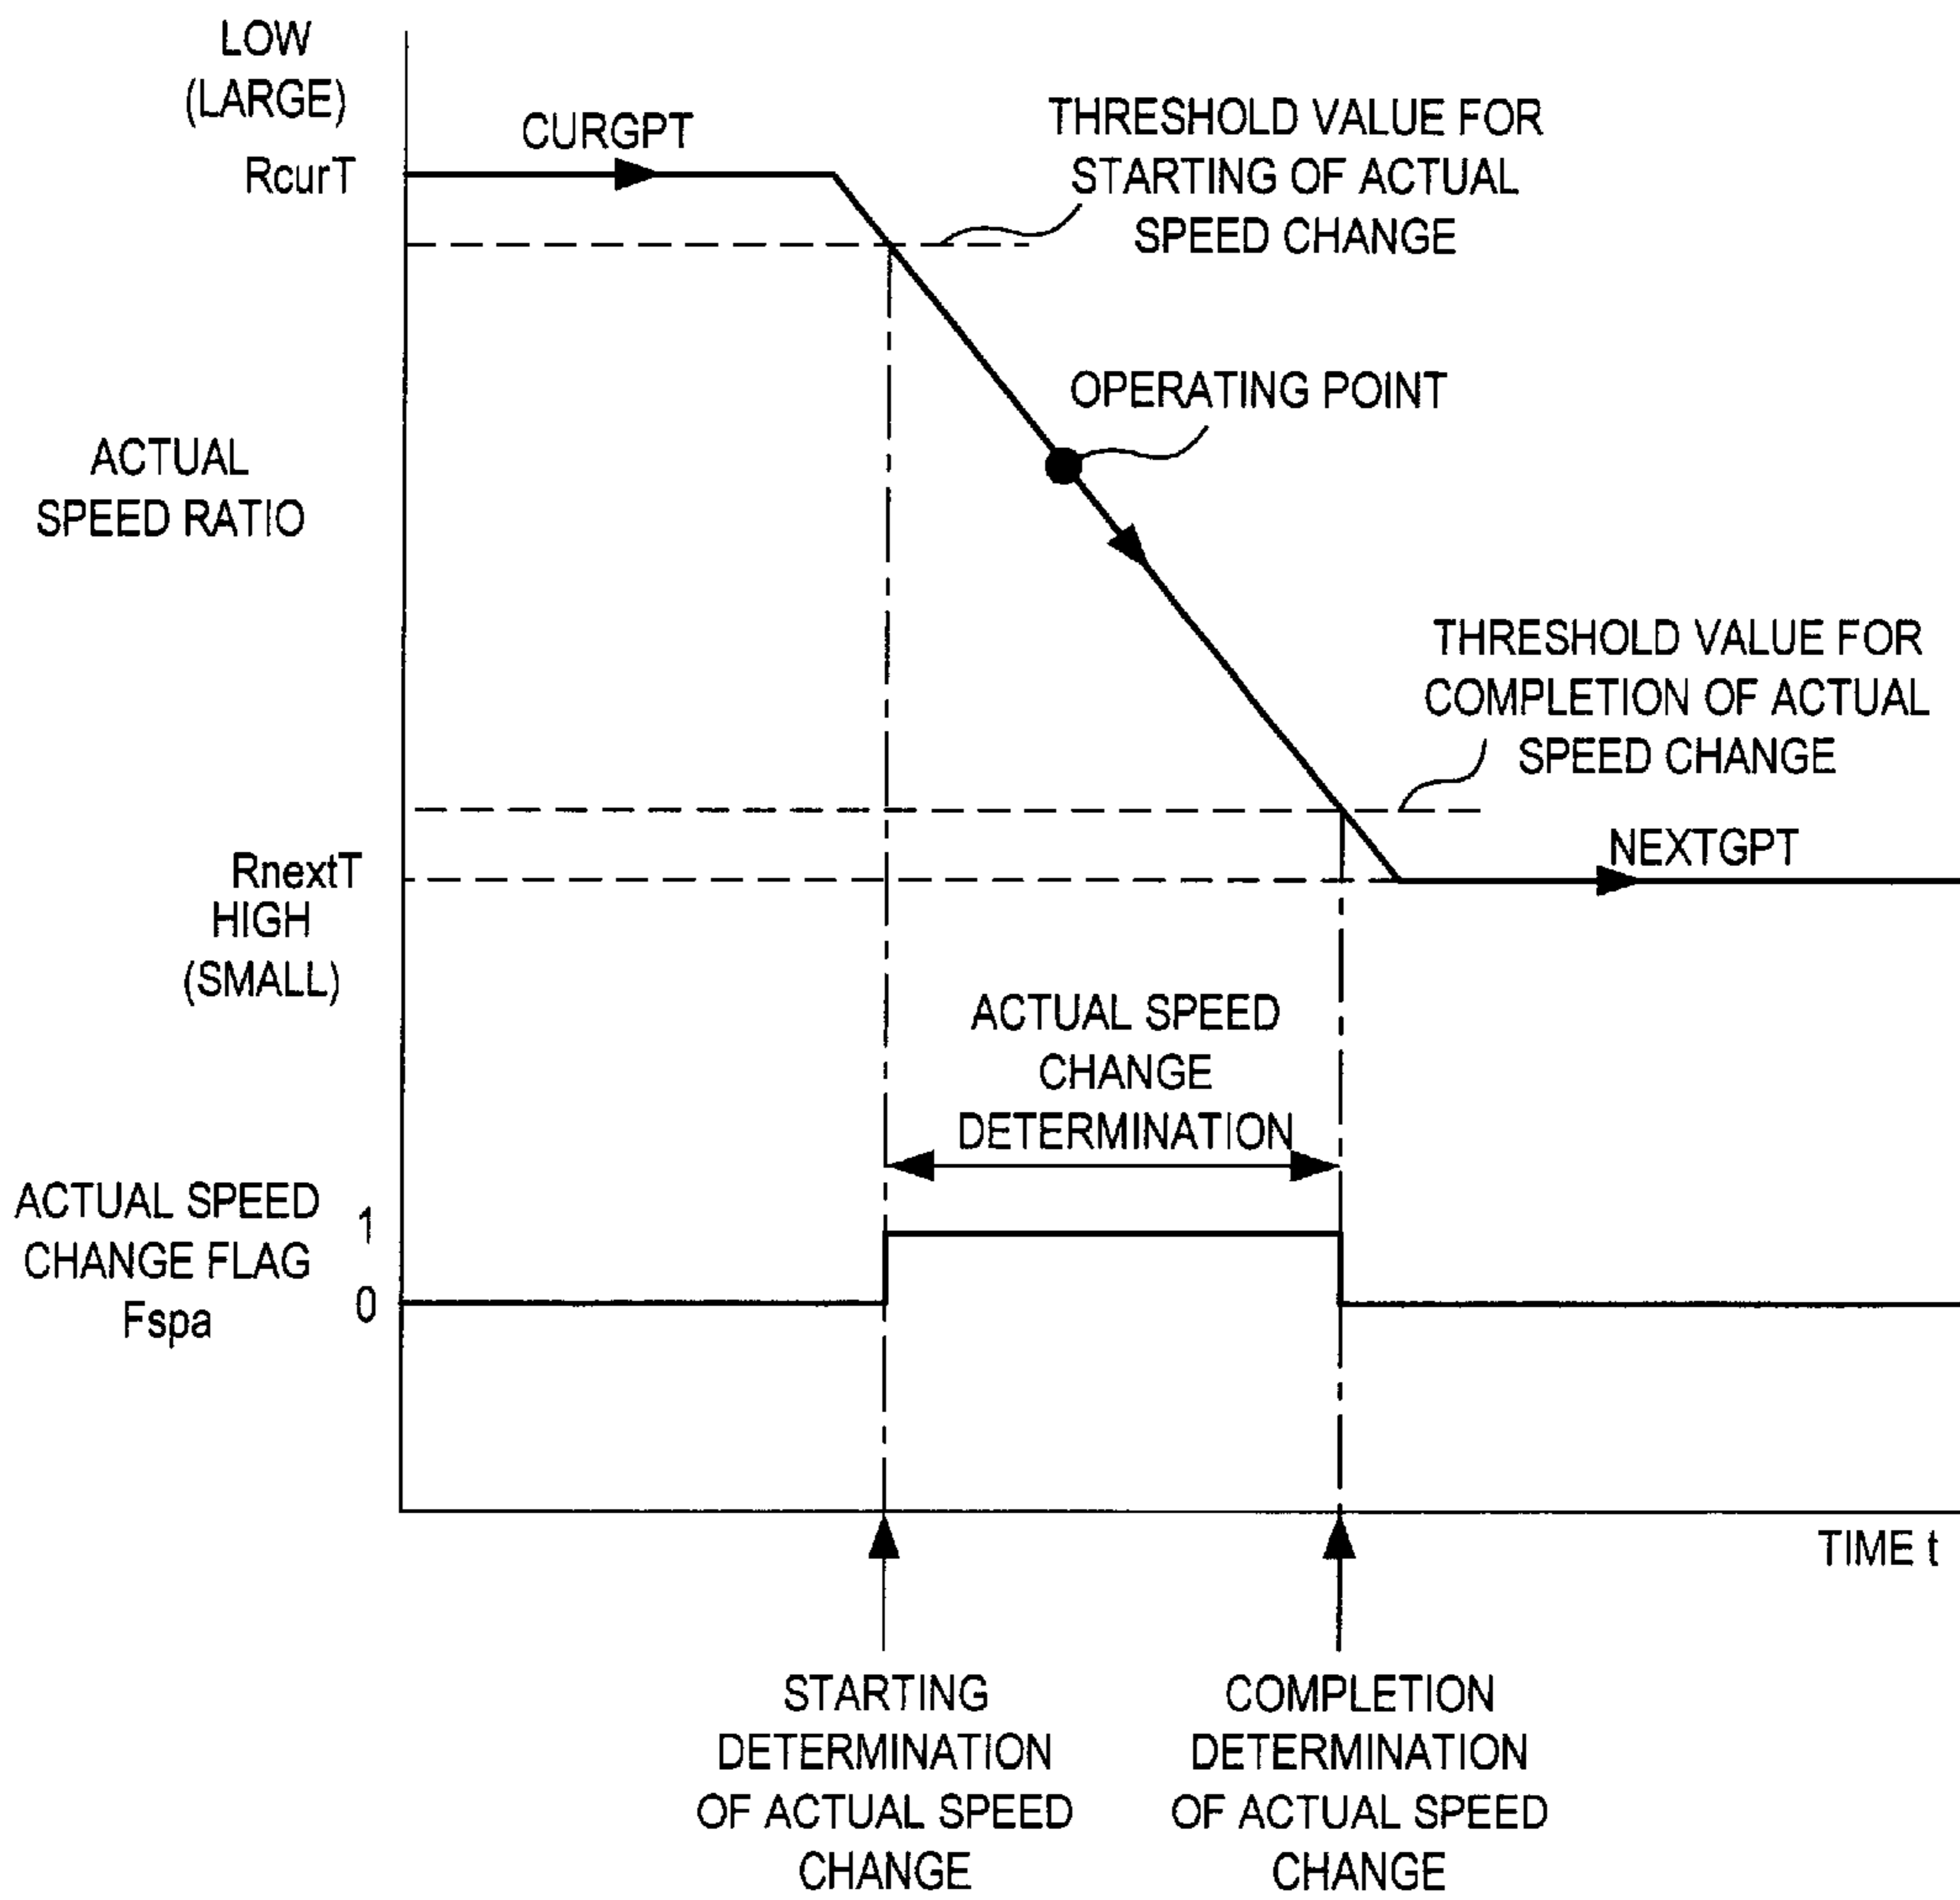 LOW
(LARGE)
RcurT
CURGPT
THRESHOLD VALUE FOR
STARTING OF ACTUAL
SPEED CHANGE
OPERATING POINT
ACTUAL
SPEED RATIO
THRESHOLD VALUE FOR
COMPLETION OF ACTUAL
SPEED CHANGE
RnextT
HIGH
(SMALL)
NEXTGPT
ACTUAL SPEED
CHANGE
DETERMINATION
ACTUAL SPEED
CHANGE FLAG
Fspa
1
0
TIME t
STARTING
DETERMINATION
OF ACTUAL SPEED
CHANGE
COMPLETION
DETERMINATION
OF ACTUAL SPEED
CHANGE